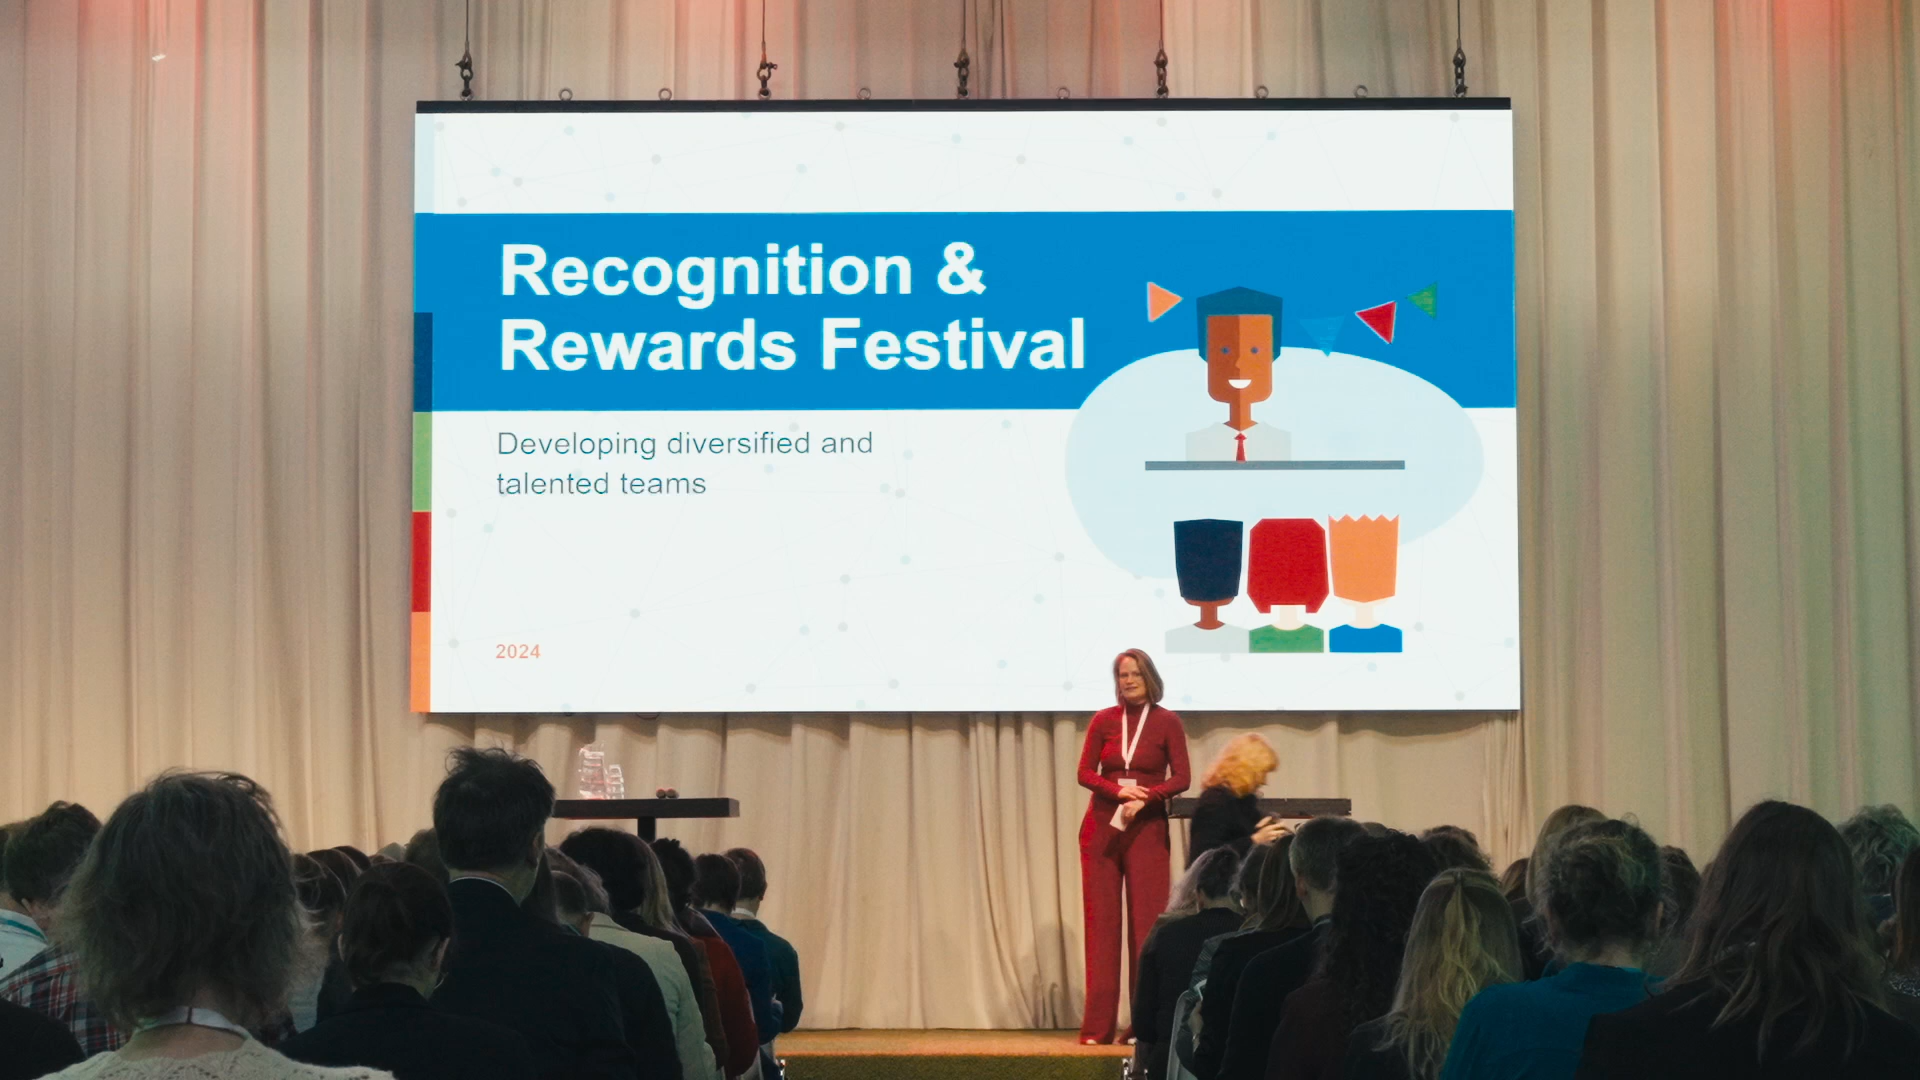 Recognition &
Rewards Festival
Developing diversified and
talented teams
2024